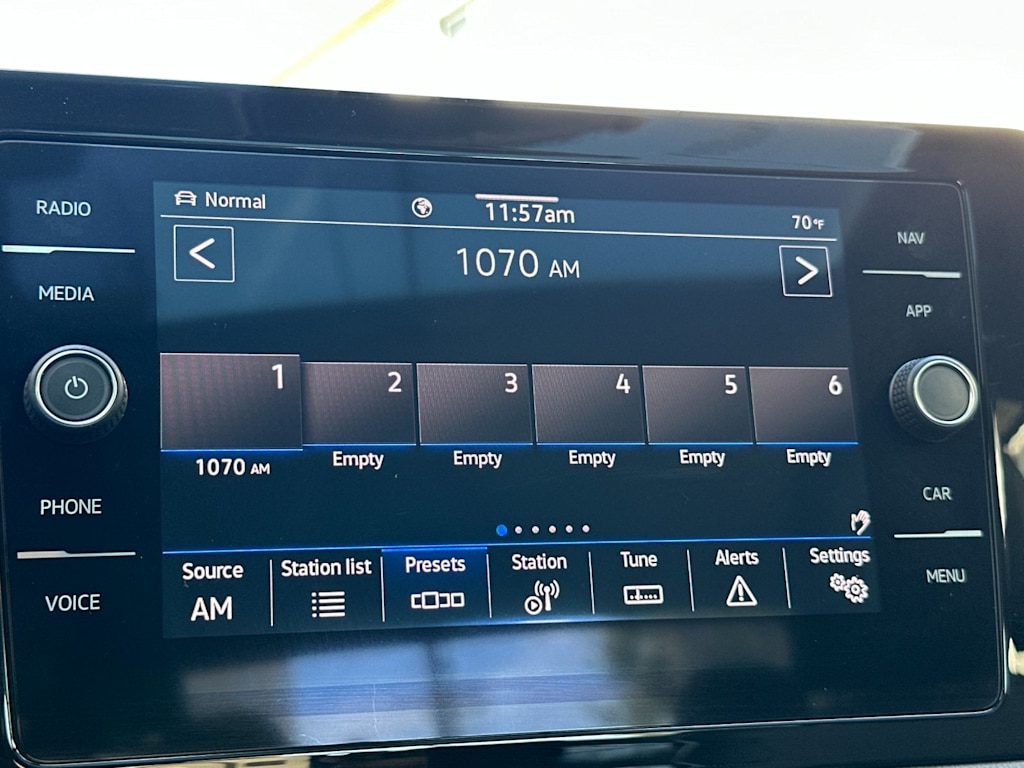 RADIO
MEDIA
PHONE
VOICE
Normal
11:57am
70°F
1070 AM
1
2
3
4
5
6
1070 AM
Empty
Empty
Empty
Empty
Empty
Source
AM
Station list
Presets
Station
Tune
Alerts
Settings
NAV
APP
CAR
MENU